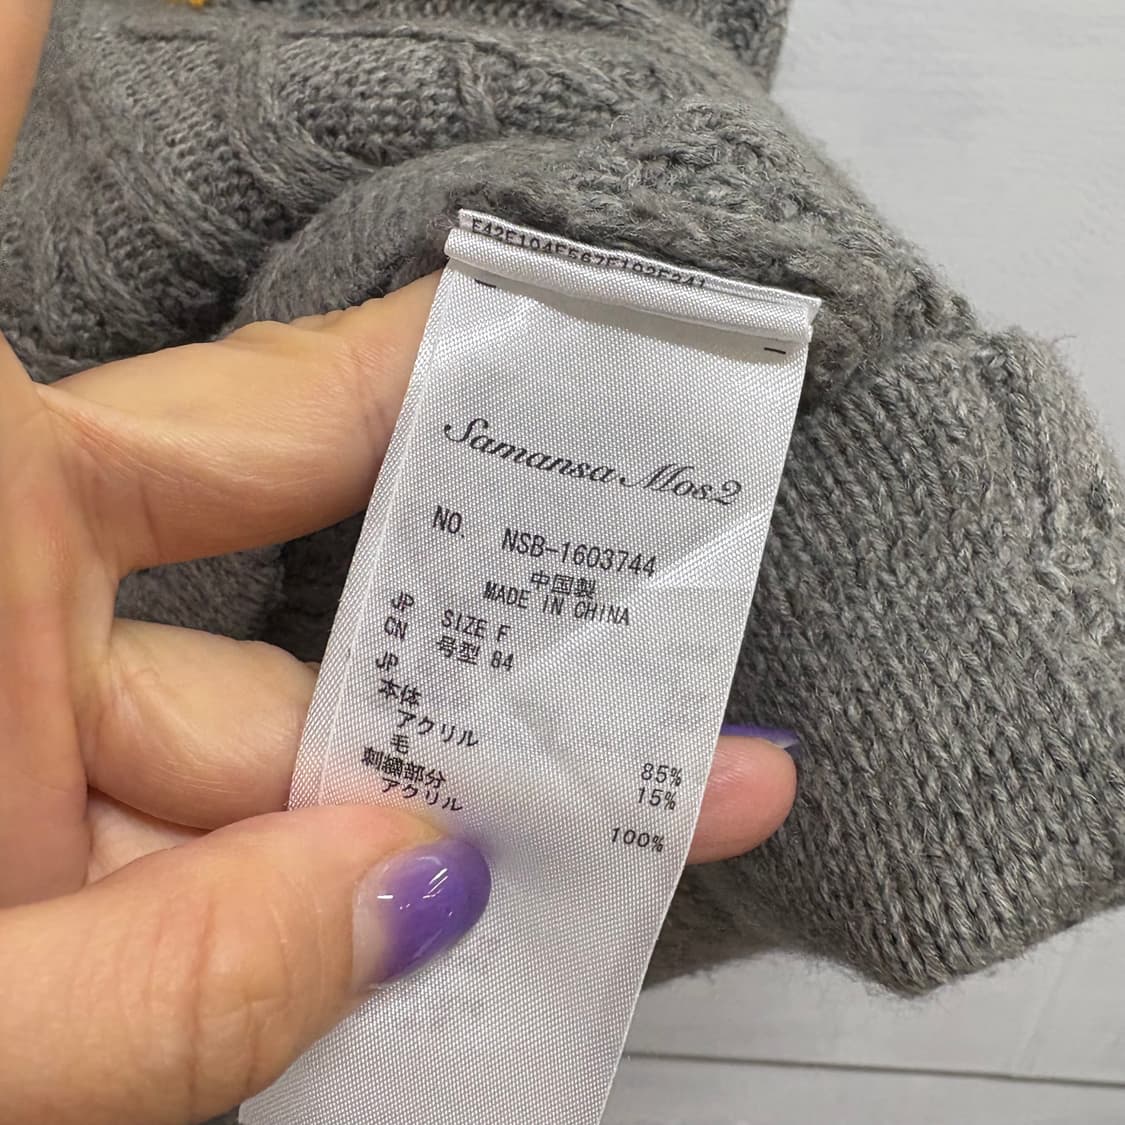 Samansa Mos2
NO. NSB-1603744
中国製
MADE IN CHINA
JP SIZE F
CN 号型 84
JP
本体
アクリル 85%
毛 15%
刺繍部分
アクリル 100%